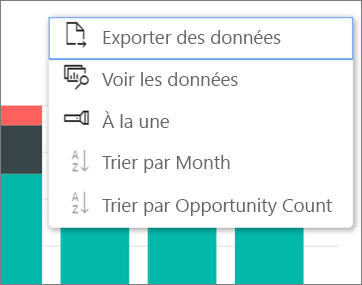 Exporter des données
Voir les données
À la une
Trier par Month
Trier par Opportunity Count